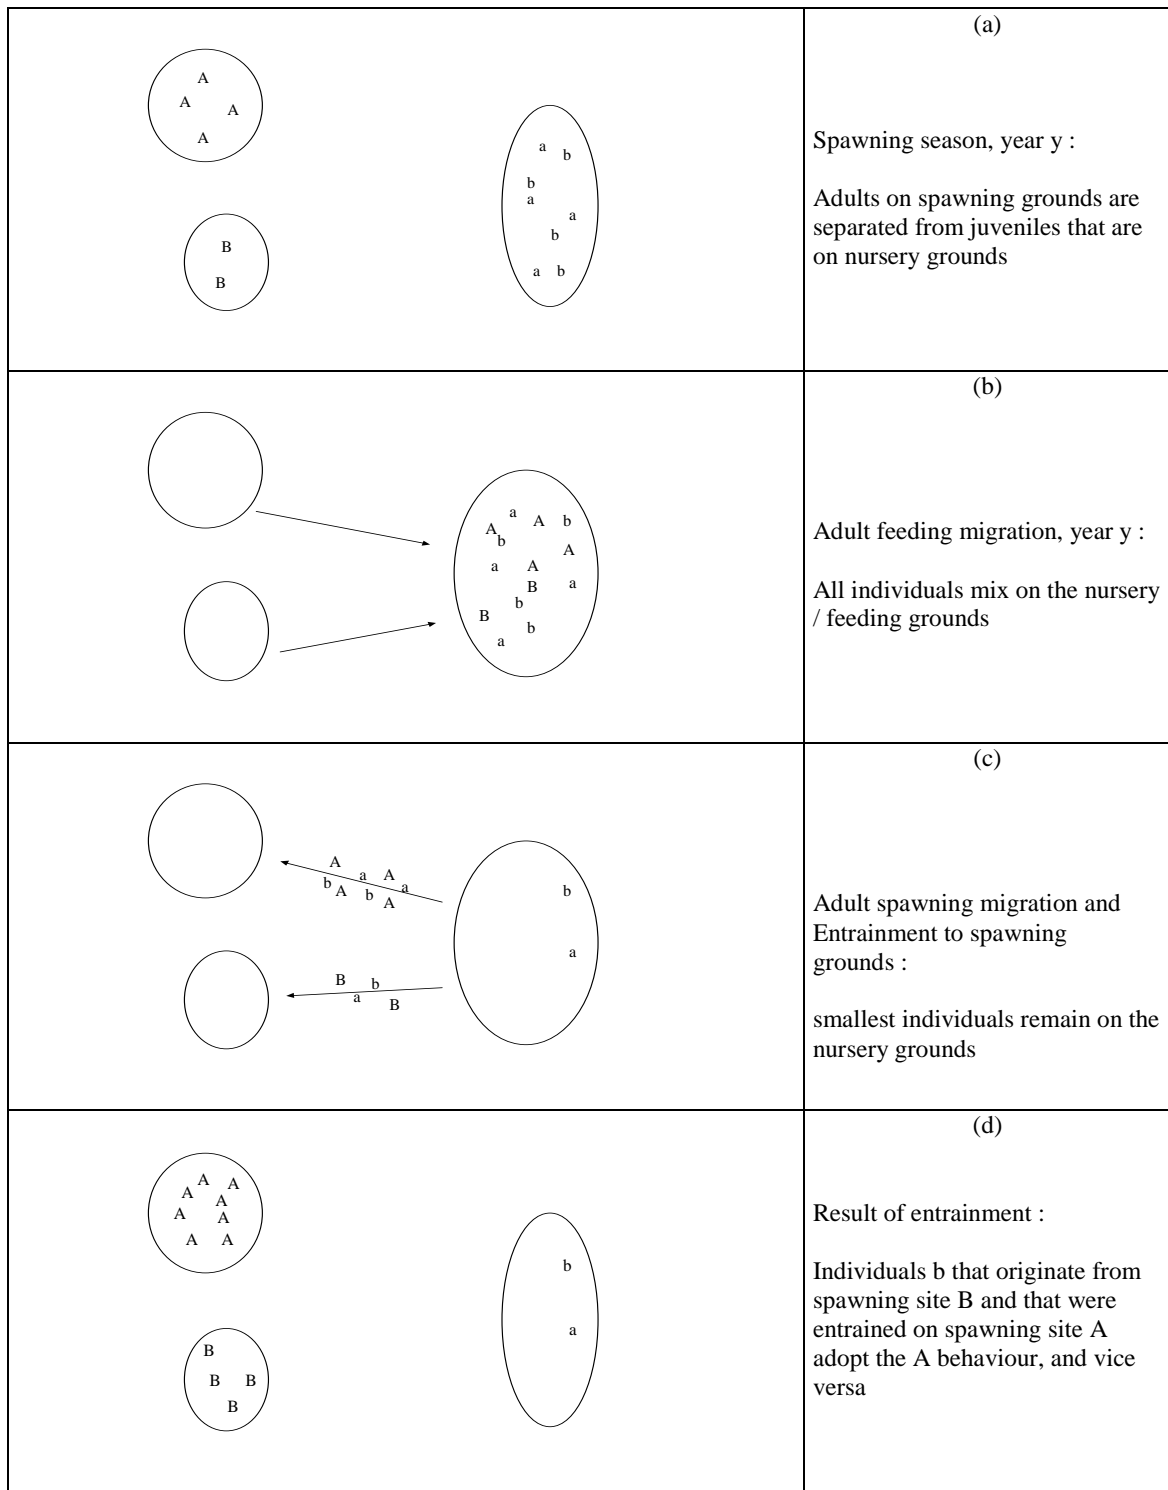 (a)
A
A A
A
B
B
a b
b
a
a
b
a b
Spawning season, year y :
Adults on spawning grounds are
separated from juveniles that are
on nursery grounds
(b)
a
A A b
b
A
a A
B a
b
B
b
a
Adult feeding migration, year y :
All individuals mix on the nursery
/ feeding grounds
(c)
A
a A
b A b a
A
B b
a B
b
a
Adult spawning migration and
Entrainment to spawning
grounds :
smallest individuals remain on the
nursery grounds
(d)
A A
A A
A A
A A
B
B B
B
b
a
Result of entrainment :
Individuals b that originate from
spawning site B and that were
entrained on spawning site A
adopt the A behaviour, and vice
versa